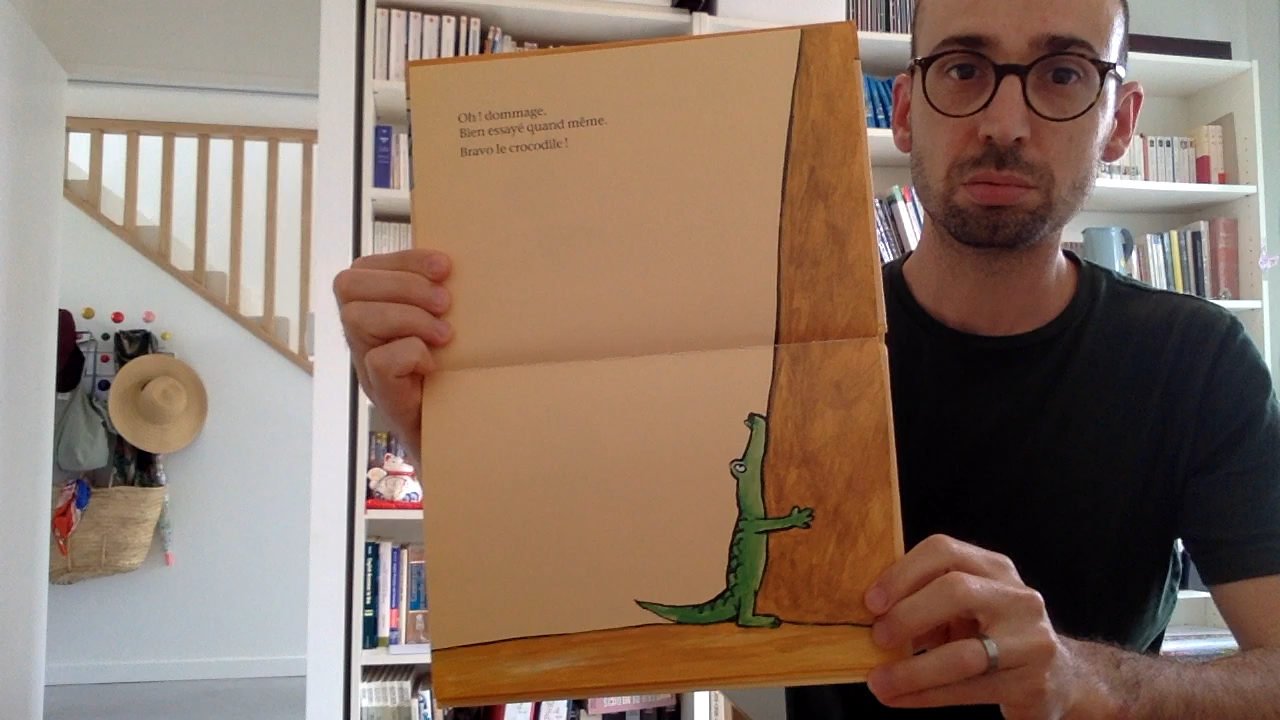 Oh ! dommage.
Bien essayé quand même.
Bravo le crocodile !